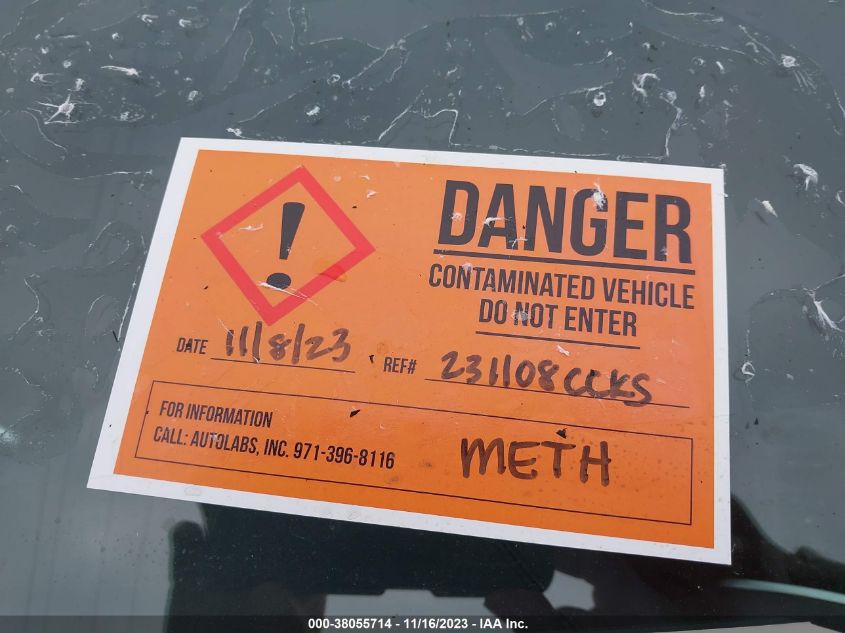 DANGER
CONTAMINATED VEHICLE
DO NOT ENTER
DATE 11/8/23 REF# 231108CCKS
FOR INFORMATION
CALL: AUTOLABS, INC. 971-396-8116
METH
000-38055714 - 11/16/2023 - IAA Inc.